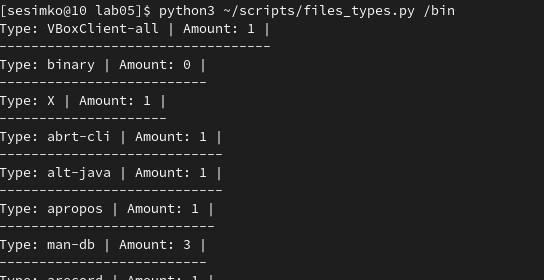 [sesimko@10 lab05]$ python3 ~/scripts/files_types.py /bin
Type: VBoxClient-all | Amount: 1 |
----------------------------------
Type: binary | Amount: 0 |
--------------------------
Type: X | Amount: 1 |
---------------------
Type: abrt-cli | Amount: 1 |
----------------------------
Type: alt-java | Amount: 1 |
----------------------------
Type: apropos | Amount: 1 |
---------------------------
Type: man-db | Amount: 3 |
--------------------------
Type: arecord | Amount: 1 |